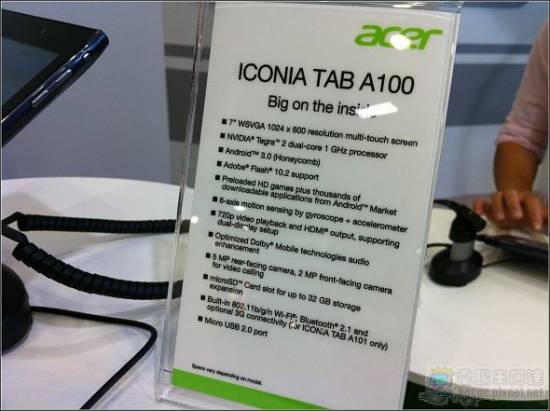 acer
ICONIA TAB A100
Big on the inside
■ 7" WSVGA 1024 x 600 resolution multi-touch screen
■ NVIDIA® Tegra™ 2 dual-core 1 GHz processor
■ Android™ 3.0 (Honeycomb)
■ Adobe® Flash® 10.2 support
■ Preloaded HD games plus thousands of
downloadable applications from Android™ Market
■ 6-axis motion sensing by gyroscope + accelerometer
■ 720p video playback and HDMI® output, supporting
dual-display setup
■ Optimized Dolby® Mobile technologies audio
enhancement
■ 5 MP rear-facing camera, 2 MP front-facing camera
for video calling
■ microSD™ Card slot for up to 32 GB storage
expansion
■ Built-in 802.11b/g/n Wi-Fi®, Bluetooth® 2.1 and
optional 3G connectivity (for ICONIA TAB A101 only)
■ Micro USB 2.0 port
Specs vary depending on model.